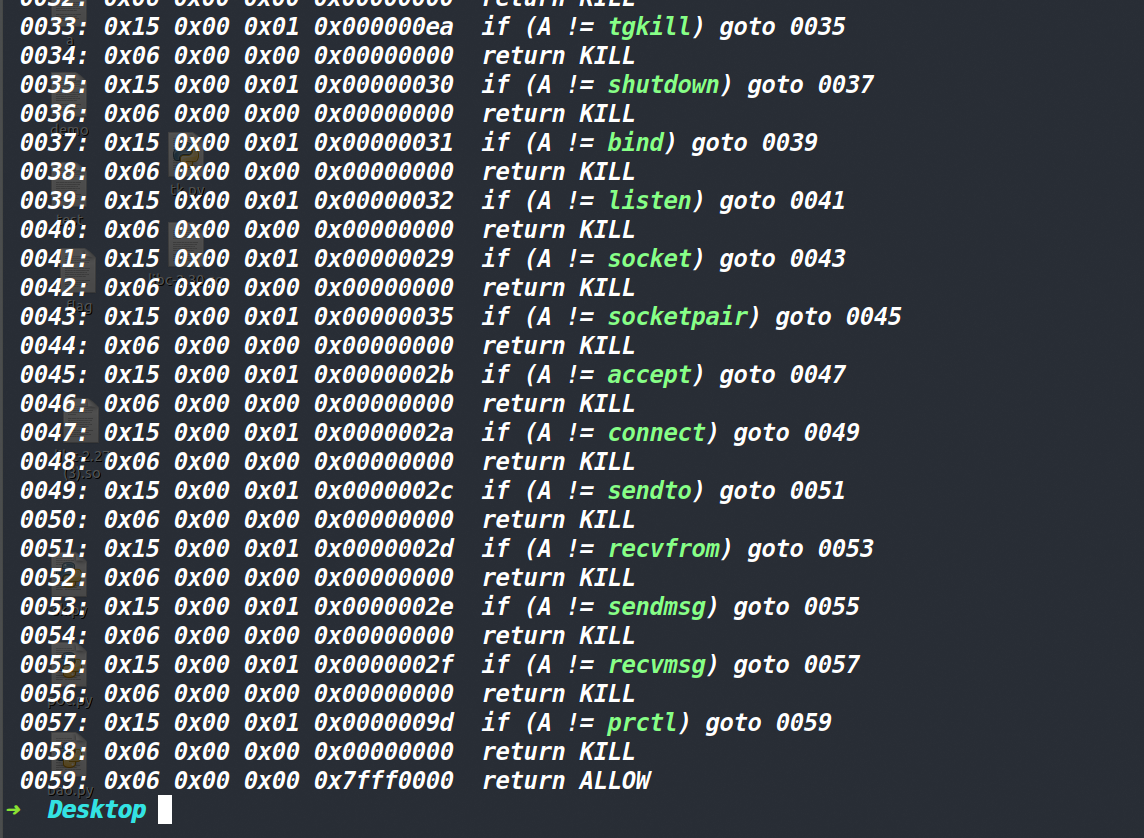 0032: 0x06 0x00 0x00 0x00000000  return KILL
0033: 0x15 0x00 0x01 0x000000ea  if (A != tgkill) goto 0035
0034: 0x06 0x00 0x00 0x00000000  return KILL
0035: 0x15 0x00 0x01 0x00000030  if (A != shutdown) goto 0037
0036: 0x06 0x00 0x00 0x00000000  return KILL
0037: 0x15 0x00 0x01 0x00000031  if (A != bind) goto 0039
0038: 0x06 0x00 0x00 0x00000000  return KILL
0039: 0x15 0x00 0x01 0x00000032  if (A != listen) goto 0041
0040: 0x06 0x00 0x00 0x00000000  return KILL
0041: 0x15 0x00 0x01 0x00000029  if (A != socket) goto 0043
0042: 0x06 0x00 0x00 0x00000000  return KILL
0043: 0x15 0x00 0x01 0x00000035  if (A != socketpair) goto 0045
0044: 0x06 0x00 0x00 0x00000000  return KILL
0045: 0x15 0x00 0x01 0x0000002b  if (A != accept) goto 0047
0046: 0x06 0x00 0x00 0x00000000  return KILL
0047: 0x15 0x00 0x01 0x0000002a  if (A != connect) goto 0049
0048: 0x06 0x00 0x00 0x00000000  return KILL
0049: 0x15 0x00 0x01 0x0000002c  if (A != sendto) goto 0051
0050: 0x06 0x00 0x00 0x00000000  return KILL
0051: 0x15 0x00 0x01 0x0000002d  if (A != recvfrom) goto 0053
0052: 0x06 0x00 0x00 0x00000000  return KILL
0053: 0x15 0x00 0x01 0x0000002e  if (A != sendmsg) goto 0055
0054: 0x06 0x00 0x00 0x00000000  return KILL
0055: 0x15 0x00 0x01 0x0000002f  if (A != recvmsg) goto 0057
0056: 0x06 0x00 0x00 0x00000000  return KILL
0057: 0x15 0x00 0x01 0x0000009d  if (A != prctl) goto 0059
0058: 0x06 0x00 0x00 0x00000000  return KILL
0059: 0x06 0x00 0x00 0x7fff0000  return ALLOW
➜ Desktop
demo
flag